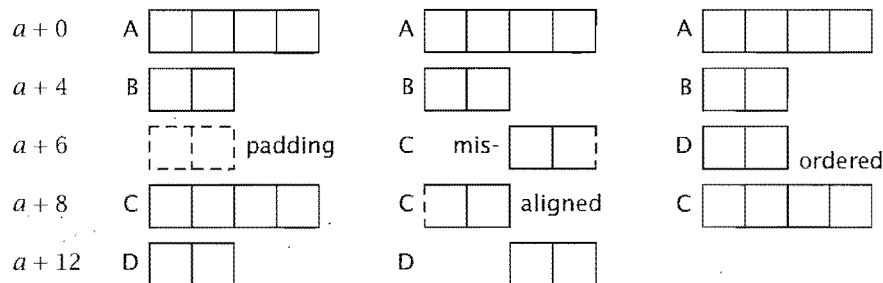 a + 0 A A A
a + 4 B B B
a + 6 padding C mis- D ordered
a + 8 C C aligned C
a + 12 D D